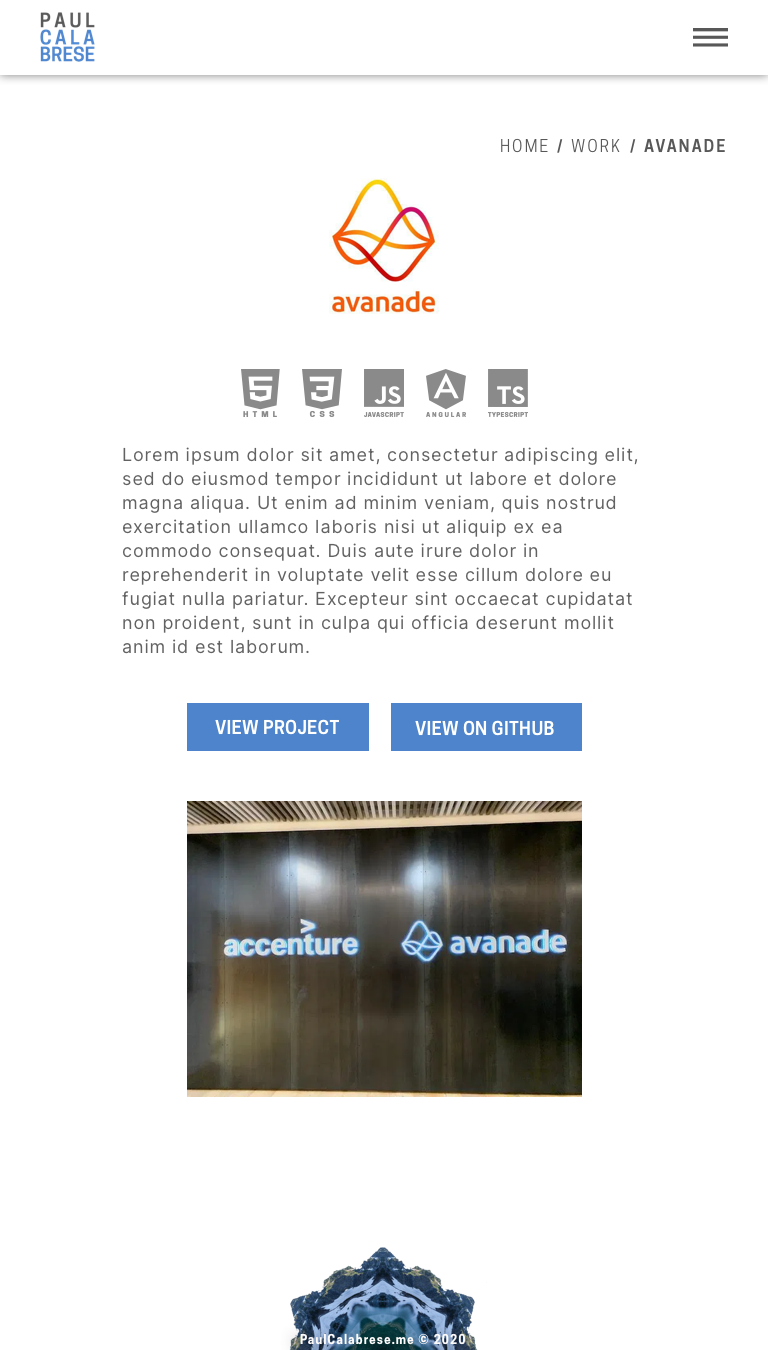 PAUL
CALA
BRESE
HOME / WORK / AVANADE
avanade
HTML CSS JS JAVASCRIPT ANGULAR TS TYPESCRIPT
Lorem ipsum dolor sit amet, consectetur adipiscing elit,
sed do eiusmod tempor incididunt ut labore et dolore
magna aliqua. Ut enim ad minim veniam, quis nostrud
exercitation ullamco laboris nisi ut aliquip ex ea
commodo consequat. Duis aute irure dolor in
reprehenderit in voluptate velit esse cillum dolore eu
fugiat nulla pariatur. Excepteur sint occaecat cupidatat
non proident, sunt in culpa qui officia deserunt mollit
anim id est laborum.
VIEW PROJECT VIEW ON GITHUB
accenture avanade
PaulCalabrese.me © 2020